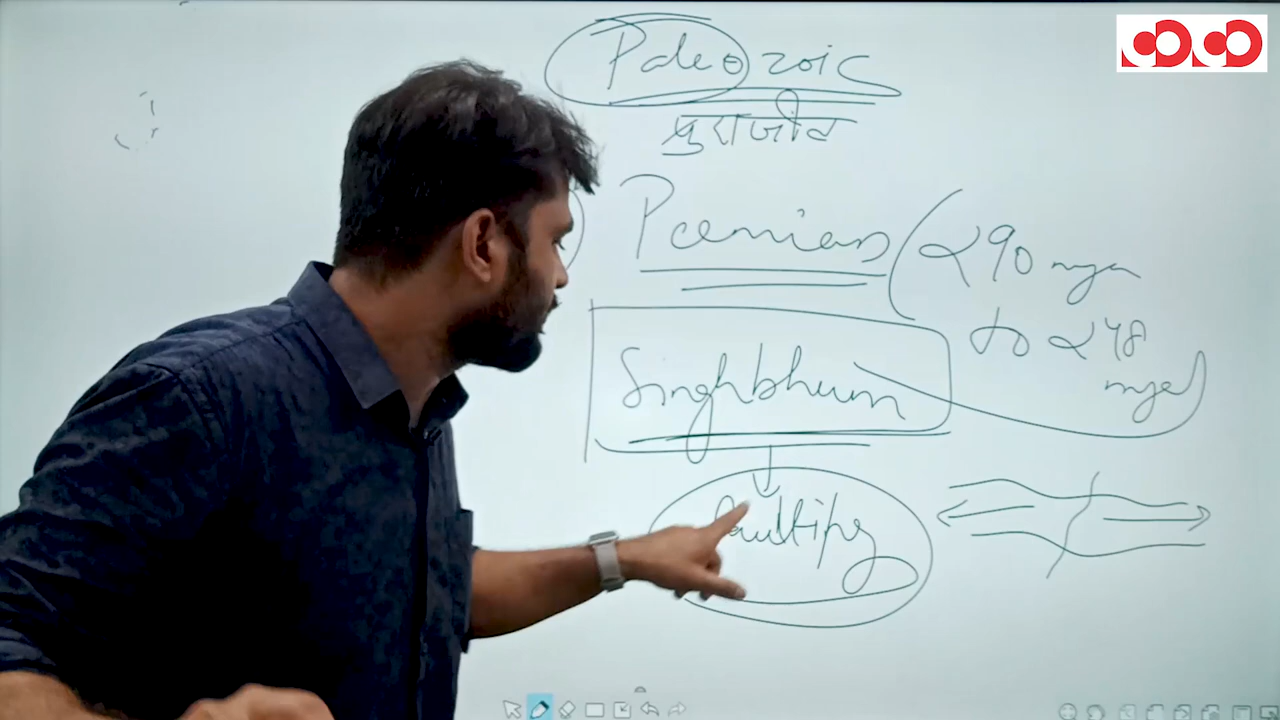 Paleozoic
पुराजीव
Permian (290 mya
to 248
mya)
Singhbhum
faulting